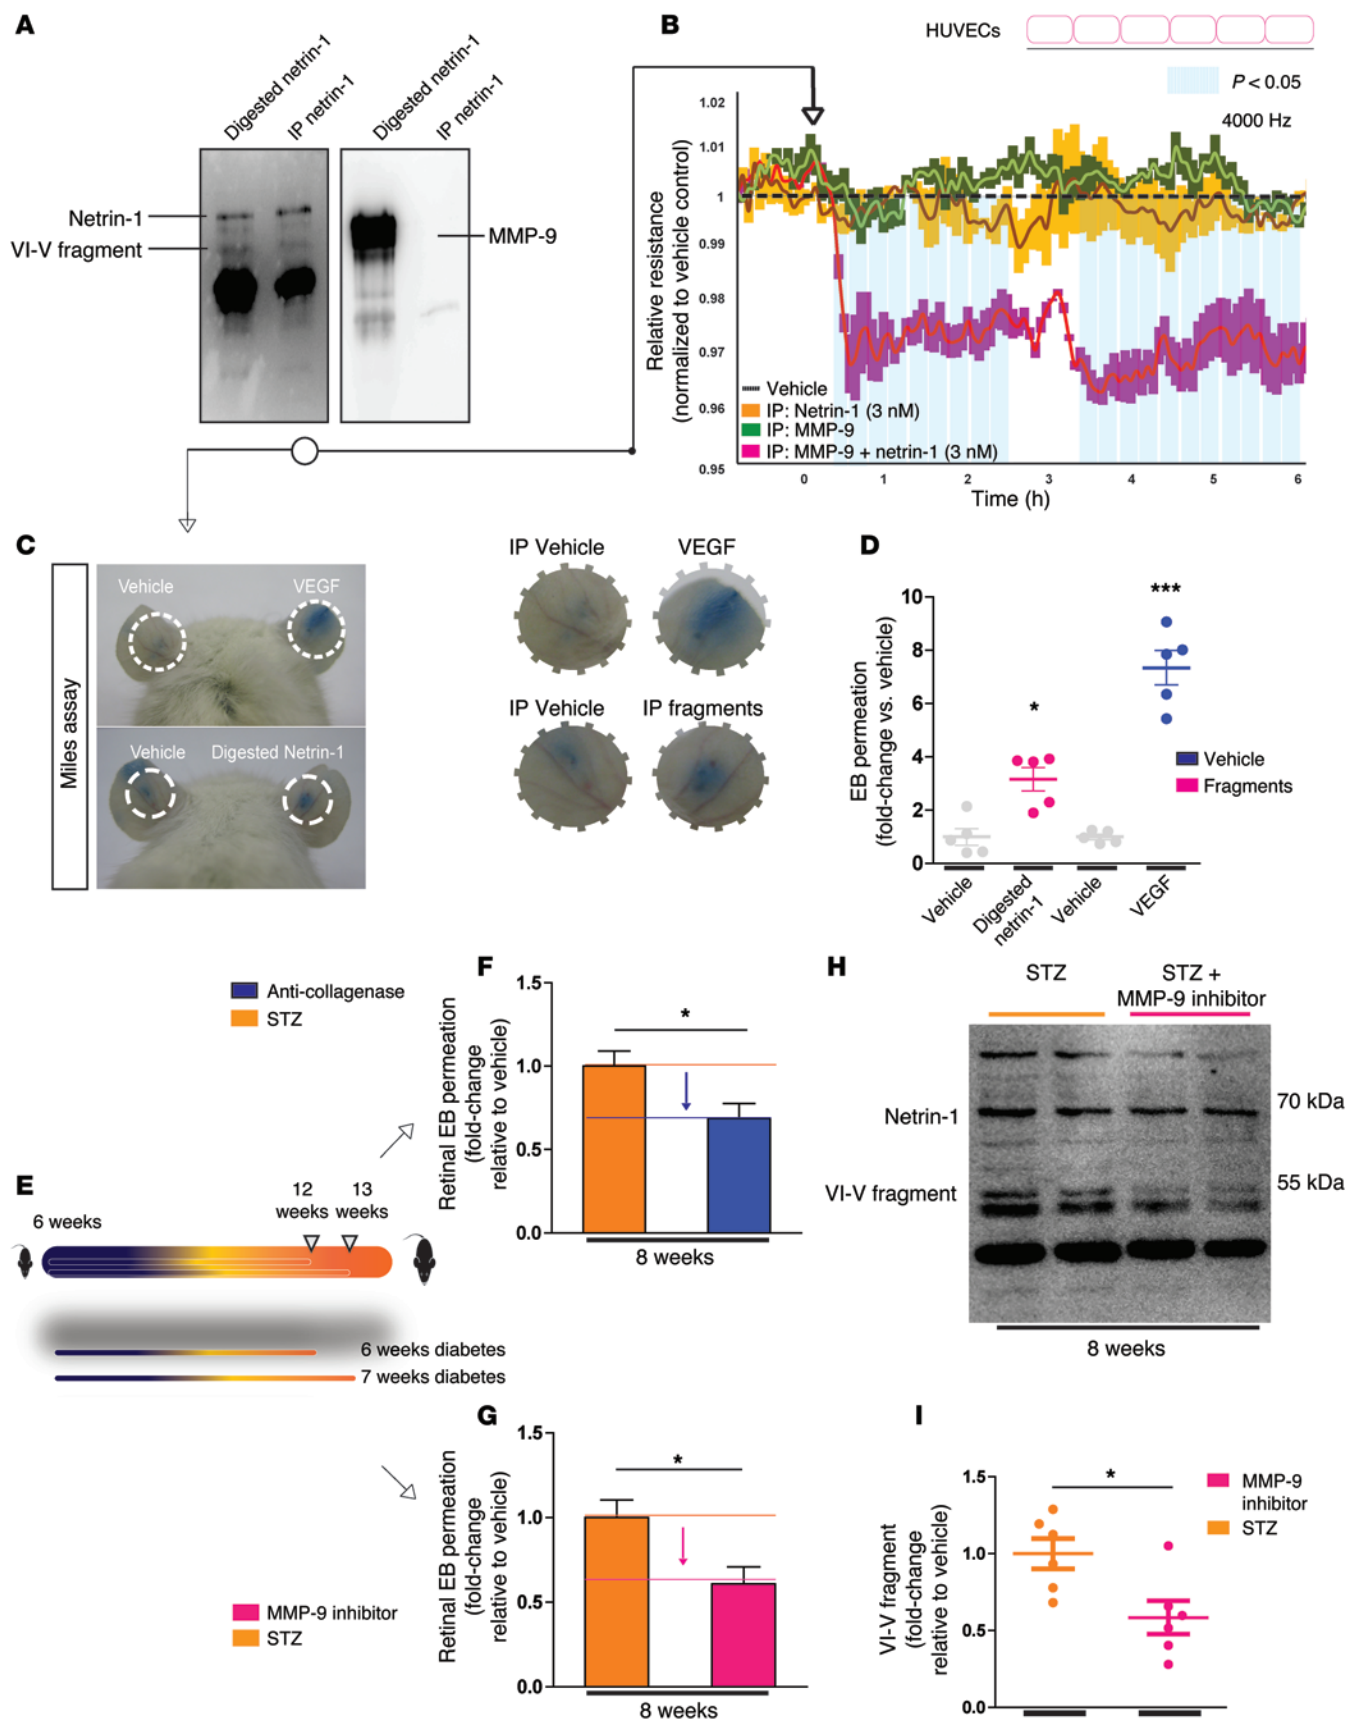 A
Digested netrin-1
IP netrin-1
Digested netrin-1
IP netrin-1
Netrin-1
VI-V fragment
MMP-9
B
HUVECs
P < 0.05
4000 Hz
Relative resistance
(normalized to vehicle control)
1.02
1.01
1
0.99
0.98
0.97
0.96
0.95
Vehicle
IP: Netrin-1 (3 nM)
IP: MMP-9
IP: MMP-9 + netrin-1 (3 nM)
0 1 2 3 4 5 6
Time (h)
C
Miles assay
Vehicle
VEGF
Vehicle
Digested Netrin-1
IP Vehicle
VEGF
IP Vehicle
IP fragments
D
EB permeation
(fold-change vs. vehicle)
10
8
6
4
2
0
*
***
Vehicle
Fragments
Vehicle
Digested
netrin-1
Vehicle
VEGF
E
6 weeks
12
weeks
13
weeks
6 weeks diabetes
7 weeks diabetes
Anti-collagenase
STZ
F
Retinal EB permeation
(fold-change
relative to vehicle)
1.5
1.0
0.5
0.0
*
8 weeks
MMP-9 inhibitor
STZ
G
Retinal EB permeation
(fold-change
relative to vehicle)
1.5
1.0
0.5
0.0
*
8 weeks
H
STZ
STZ +
MMP-9 inhibitor
Netrin-1
VI-V fragment
70 kDa
55 kDa
8 weeks
I
VI-V fragment
(fold-change
relative to vehicle)
1.5
1.0
0.5
0.0
*
MMP-9
inhibitor
STZ